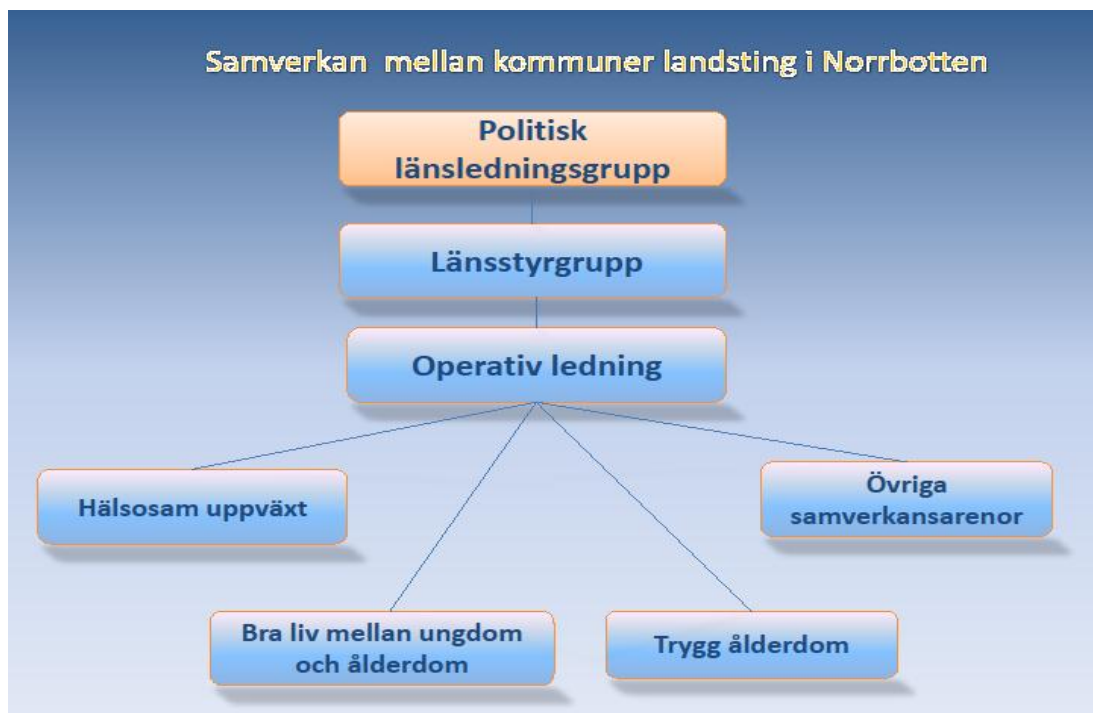 Samverkan mellan kommuner landsting i Norrbotten
Politisk
länsledningsgrupp
Länsstyrgrupp
Operativ ledning
Hälsosam uppväxt
Övriga
samverkansarenor
Bra liv mellan ungdom
och ålderdom
Trygg ålderdom